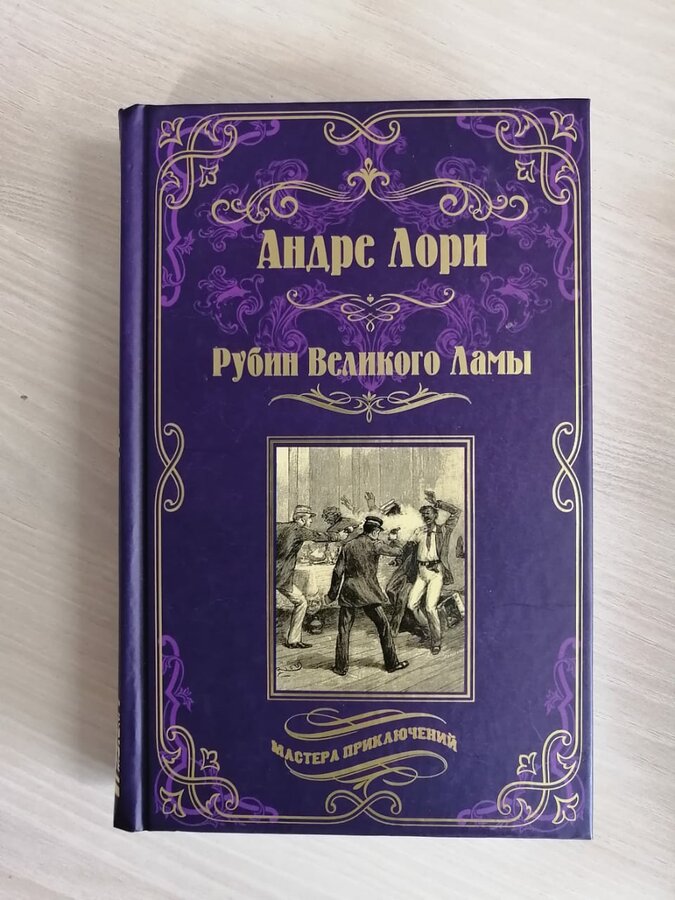 Андре Лори
Рубин Великого Ламы
МАСТЕРА ПРИКЛЮЧЕНИЙ